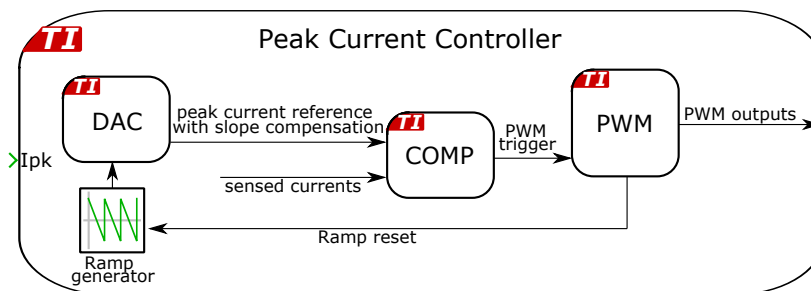 TI
Peak Current Controller
TI
DAC
peak current reference
with slope compensation
TI
COMP
PWM
trigger
TI
PWM
PWM outputs
Ipk
sensed currents
Ramp reset
Ramp
generator